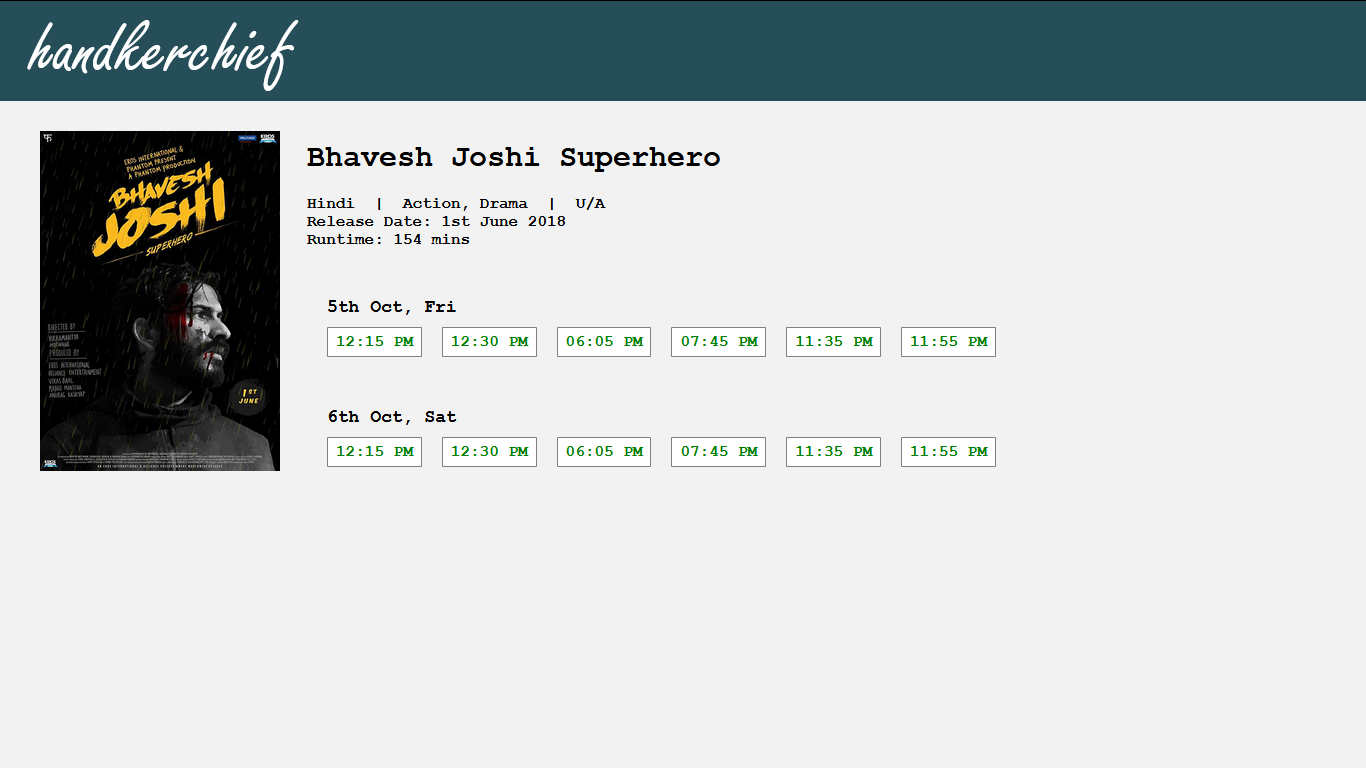 handkerchief
फ
RELIANCE
EROS
EROS INTERNATIONAL &
PHANTOM PRESENT
A PHANTOM PRODUCTION
BHAVESH
JOSHI
SUPERHERO
DIRECTED BY
VIKRAMADITYA
MOTWANE
PRODUCED BY
EROS INTERNATIONAL
RELIANCE ENTERTAINMENT
VIKAS BAHL
MADHU MANTENA
ANURAG KASHYAP
1ST
JUNE
EROS
Bhavesh Joshi Superhero
Hindi | Action, Drama | U/A
Release Date: 1st June 2018
Runtime: 154 mins
5th Oct, Fri
12:15 PM 12:30 PM 06:05 PM 07:45 PM 11:35 PM 11:55 PM
6th Oct, Sat
12:15 PM 12:30 PM 06:05 PM 07:45 PM 11:35 PM 11:55 PM